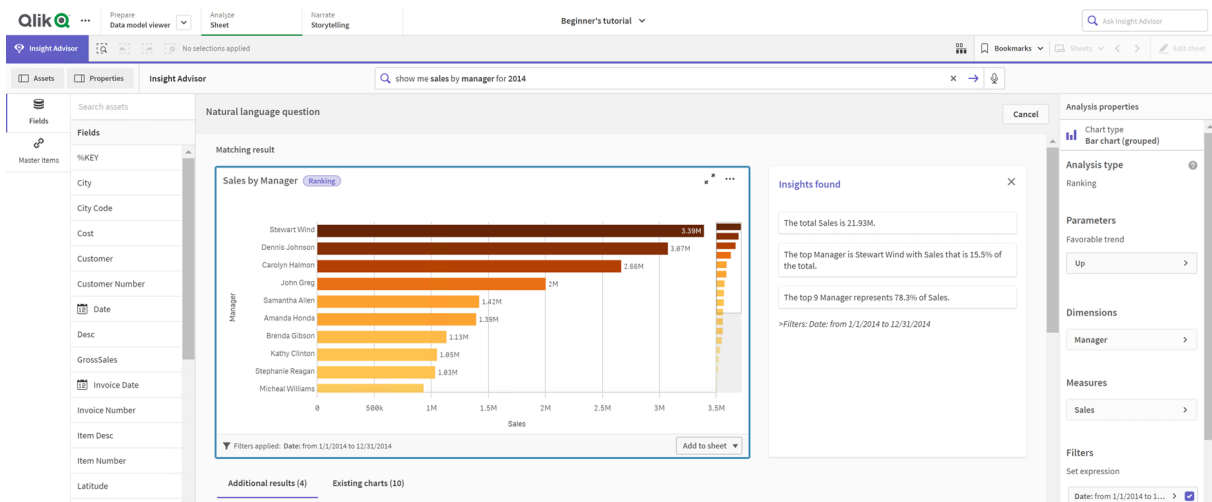 Qlik
Prepare
Data model viewer
Analyze
Sheet
Narrate
Storytelling
Beginner's tutorial
Ask Insight Advisor
Insight Advisor
No selections applied
Bookmarks
Sheets
Edit sheet
Assets
Properties
Insight Advisor
show me sales by manager for 2014
Fields
Master items
Search assets
Fields
%KEY
City
City Code
Cost
Customer
Customer Number
Date
Desc
GrossSales
Invoice Date
Invoice Number
Item Desc
Item Number
Latitude
Natural language question
Cancel
Matching result
Sales by Manager
Ranking
Manager
Stewart Wind
3.39M
Dennis Johnson
3.07M
Carolyn Halmon
2.66M
John Greg
2M
Samantha Allen
1.42M
Amanda Honda
1.39M
Brenda Gibson
1.13M
Kathy Clinton
1.05M
Stephanie Reagan
1.03M
Micheal Williams
0 500k 1M 1.5M 2M 2.5M 3M 3.5M
Sales
Filters applied: Date: from 1/1/2014 to 12/31/2014
Add to sheet
Additional results (4)
Existing charts (10)
Insights found
The total Sales is 21.93M.
The top Manager is Stewart Wind with Sales that is 15.5% of
the total.
The top 9 Manager represents 78.3% of Sales.
>Filters: Date: from 1/1/2014 to 12/31/2014
Analysis properties
Chart type
Bar chart (grouped)
Analysis type
Ranking
Parameters
Favorable trend
Up
Dimensions
Manager
Measures
Sales
Filters
Set expression
Date: from 1/1/2014 to 1...